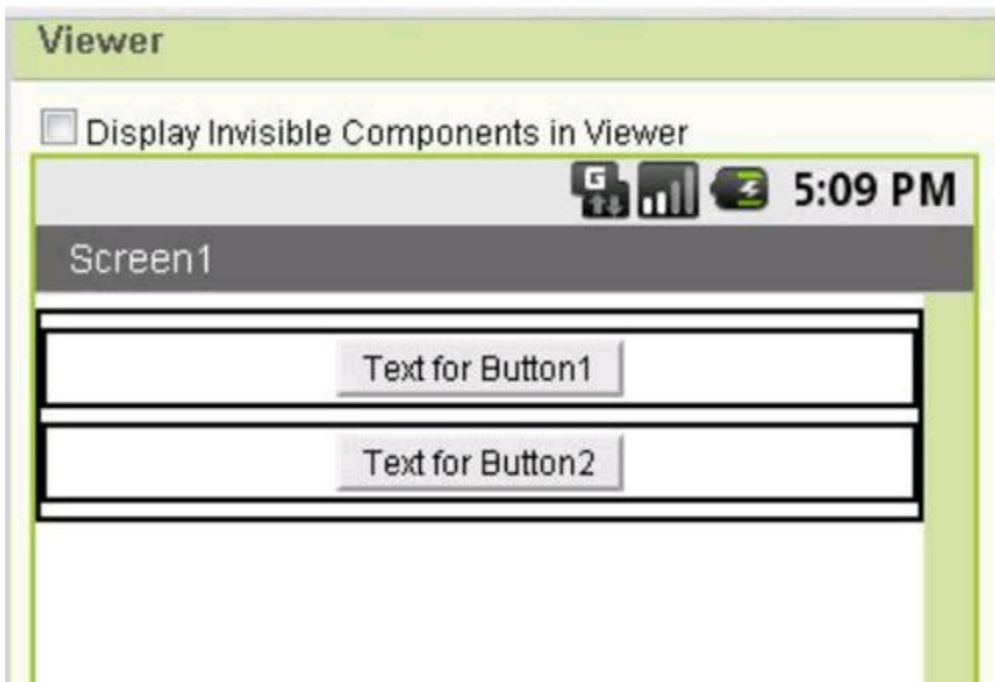 Viewer
Display Invisible Components in Viewer
G 5:09 PM
Screen1
Text for Button1
Text for Button2